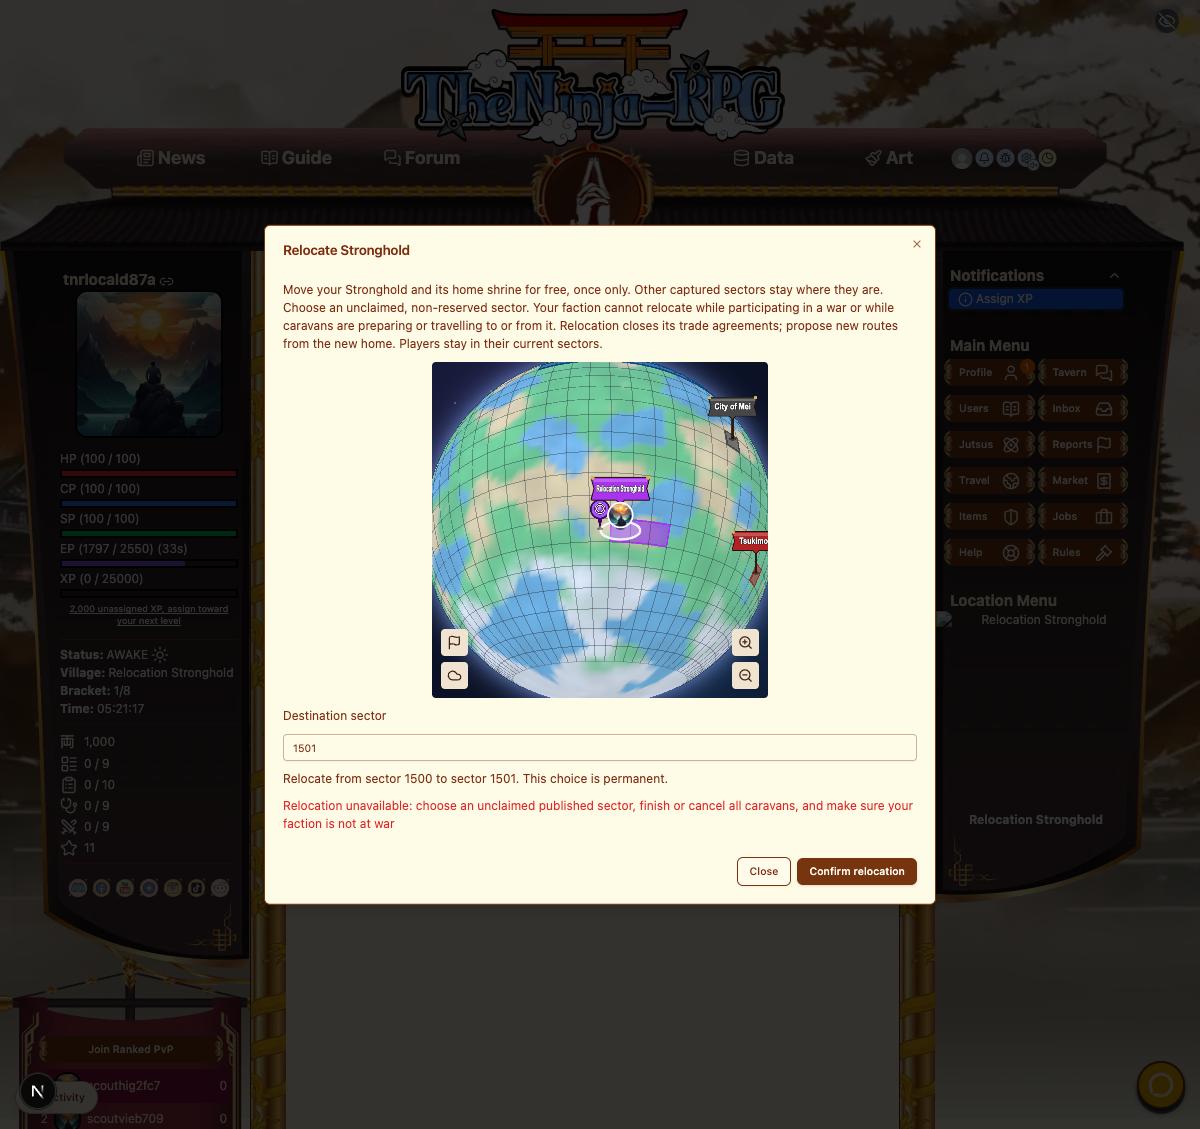 TheNinja-RPG
News
Guide
Forum
Data
Art
tnrlocald87a
HP (100 / 100)
CP (100 / 100)
SP (100 / 100)
EP (1797 / 2550) (33s)
XP (0 / 25000)
2,000 unassigned XP, assign toward
your next level
Status: AWAKE
Village: Relocation Stronghold
Bracket: 1/8
Time: 05:21:17
両 1,000
0 / 9
0 / 10
0 / 9
0 / 9
11
Join Ranked PvP
scouthig2fc7 0
2 scoutvieb709 0
N
ctivity
Relocate Stronghold
Move your Stronghold and its home shrine for free, once only. Other captured sectors stay where they are.
Choose an unclaimed, non-reserved sector. Your faction cannot relocate while participating in a war or while
caravans are preparing or travelling to or from it. Relocation closes its trade agreements; propose new routes
from the new home. Players stay in their current sectors.
City of Mei
Relocation Stronghold
Tsukimo
Destination sector
1501
Relocate from sector 1500 to sector 1501. This choice is permanent.
Relocation unavailable: choose an unclaimed published sector, finish or cancel all caravans, and make sure your
faction is not at war
Close
Confirm relocation
Notifications
Assign XP
Main Menu
Profile 1
Tavern
Users
Inbox
Jutsus
Reports
Travel
Market
Items
Jobs
Help
Rules
Location Menu
Relocation Stronghold
Relocation Stronghold